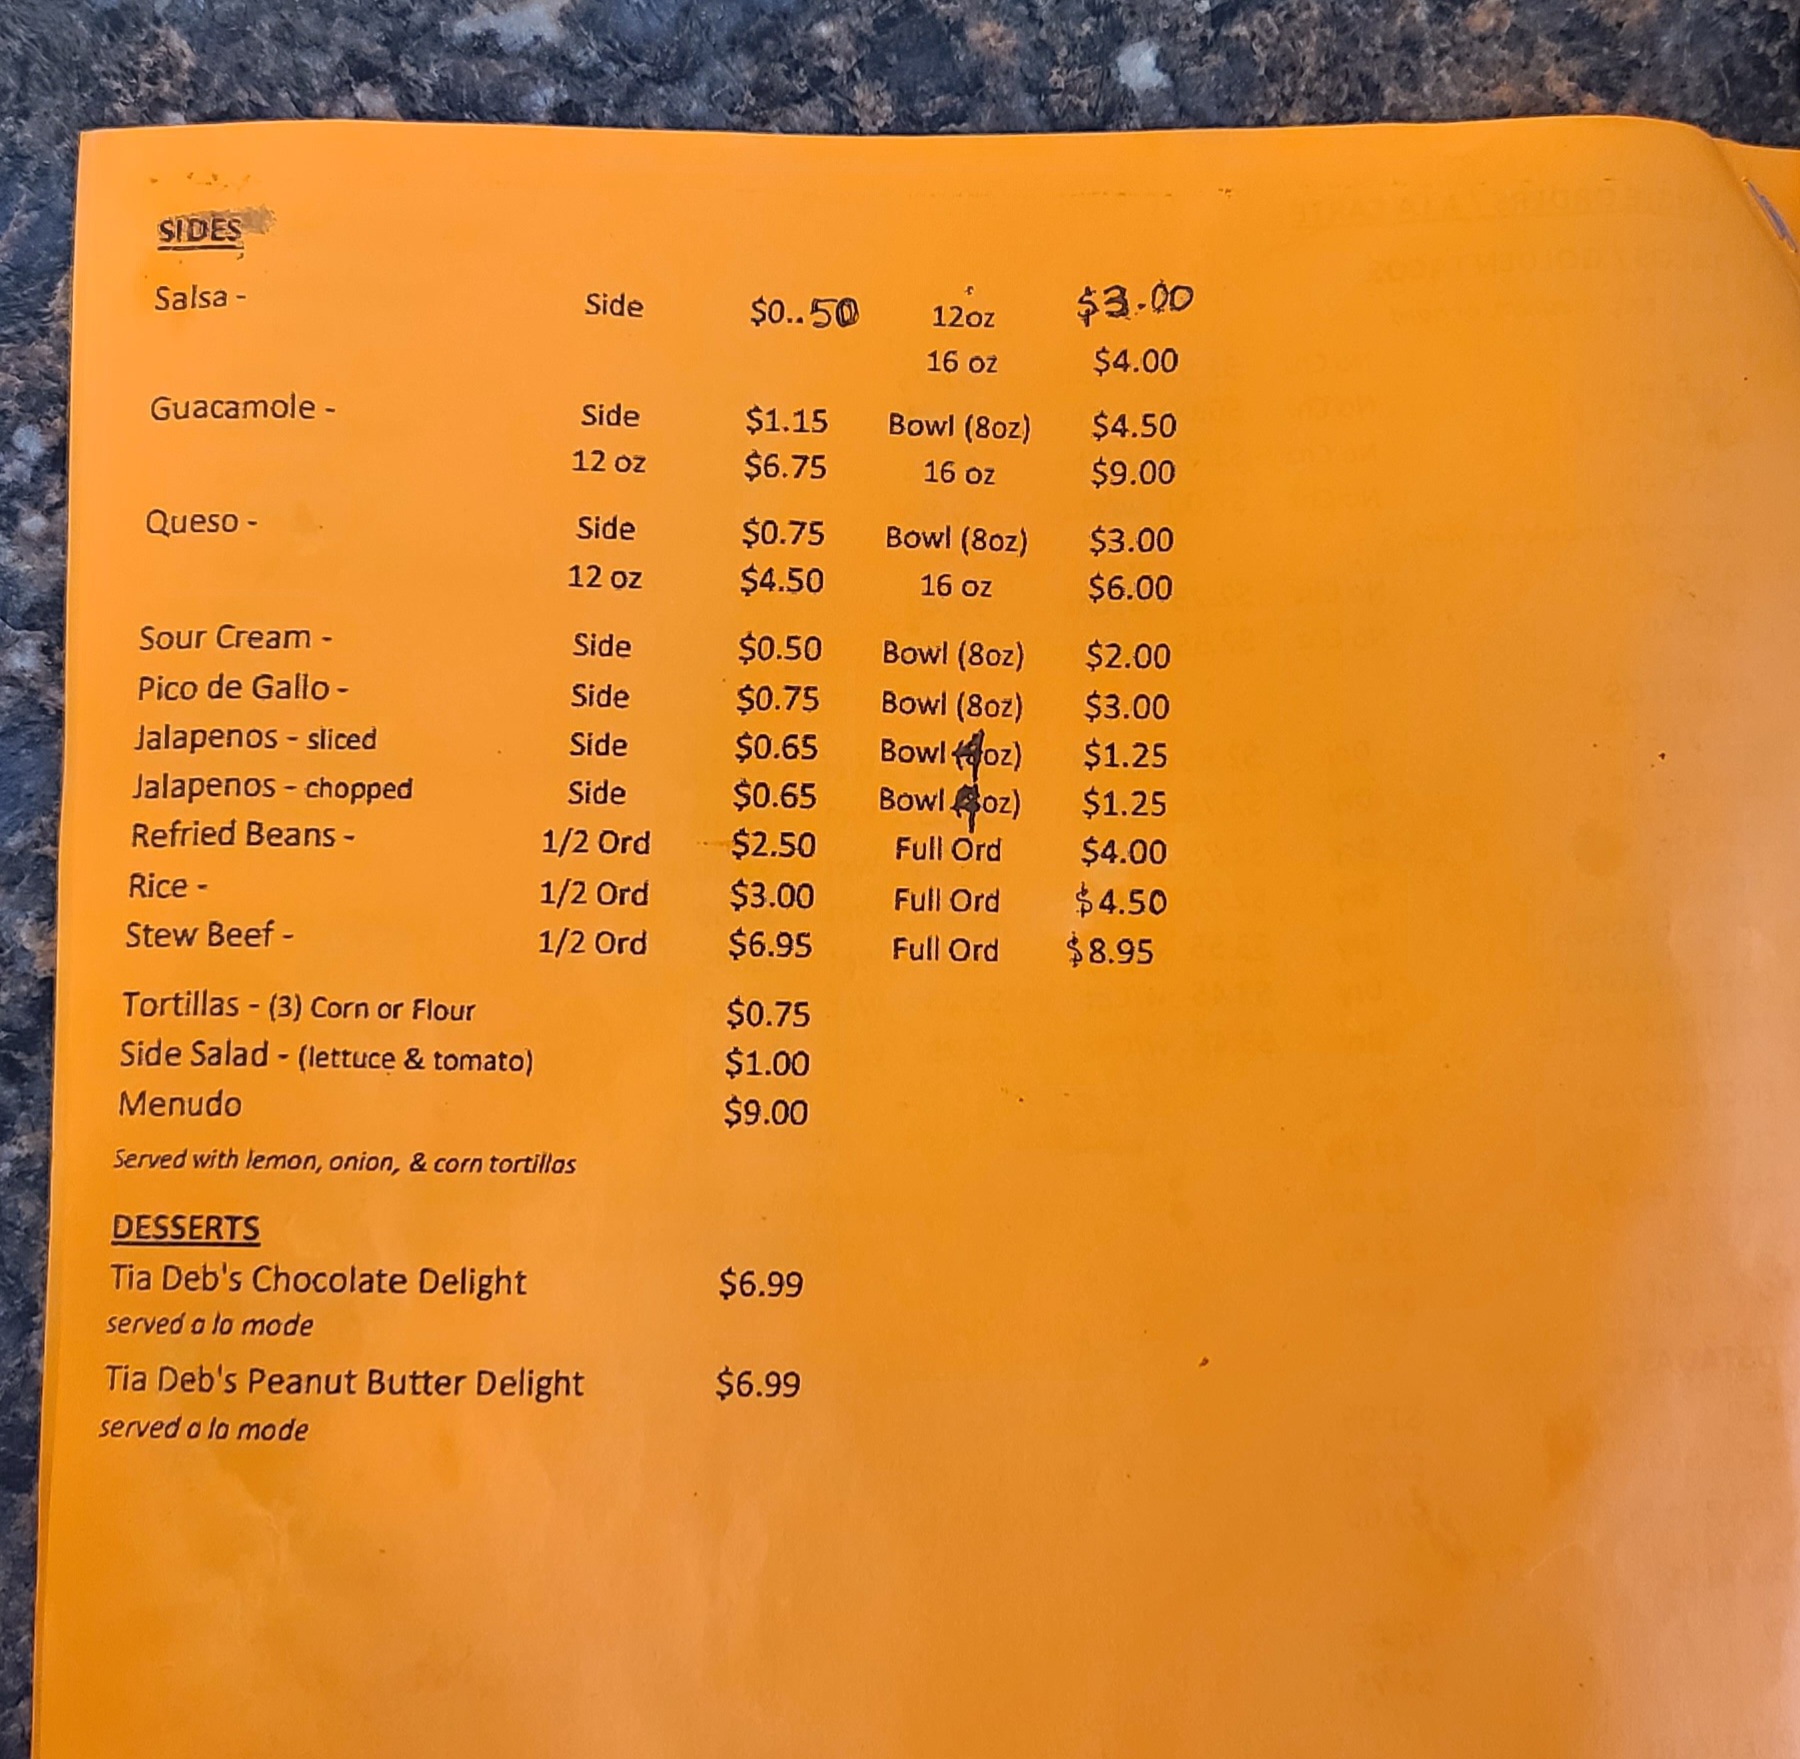 SIDES
Salsa - Side $0..50 12oz $3.00
16 oz $4.00
Guacamole - Side $1.15 Bowl (8oz) $4.50
12 oz $6.75 16 oz $9.00
Queso - Side $0.75 Bowl (8oz) $3.00
12 oz $4.50 16 oz $6.00
Sour Cream - Side $0.50 Bowl (8oz) $2.00
Pico de Gallo - Side $0.75 Bowl (8oz) $3.00
Jalapenos - sliced Side $0.65 Bowl (4oz) $1.25
Jalapenos - chopped Side $0.65 Bowl (4oz) $1.25
Refried Beans - 1/2 Ord $2.50 Full Ord $4.00
Rice - 1/2 Ord $3.00 Full Ord $4.50
Stew Beef - 1/2 Ord $6.95 Full Ord $8.95
Tortillas - (3) Corn or Flour $0.75
Side Salad - (lettuce & tomato) $1.00
Menudo $9.00
Served with lemon, onion, & corn tortillas
DESSERTS
Tia Deb's Chocolate Delight $6.99
served a la mode
Tia Deb's Peanut Butter Delight $6.99
served a la mode